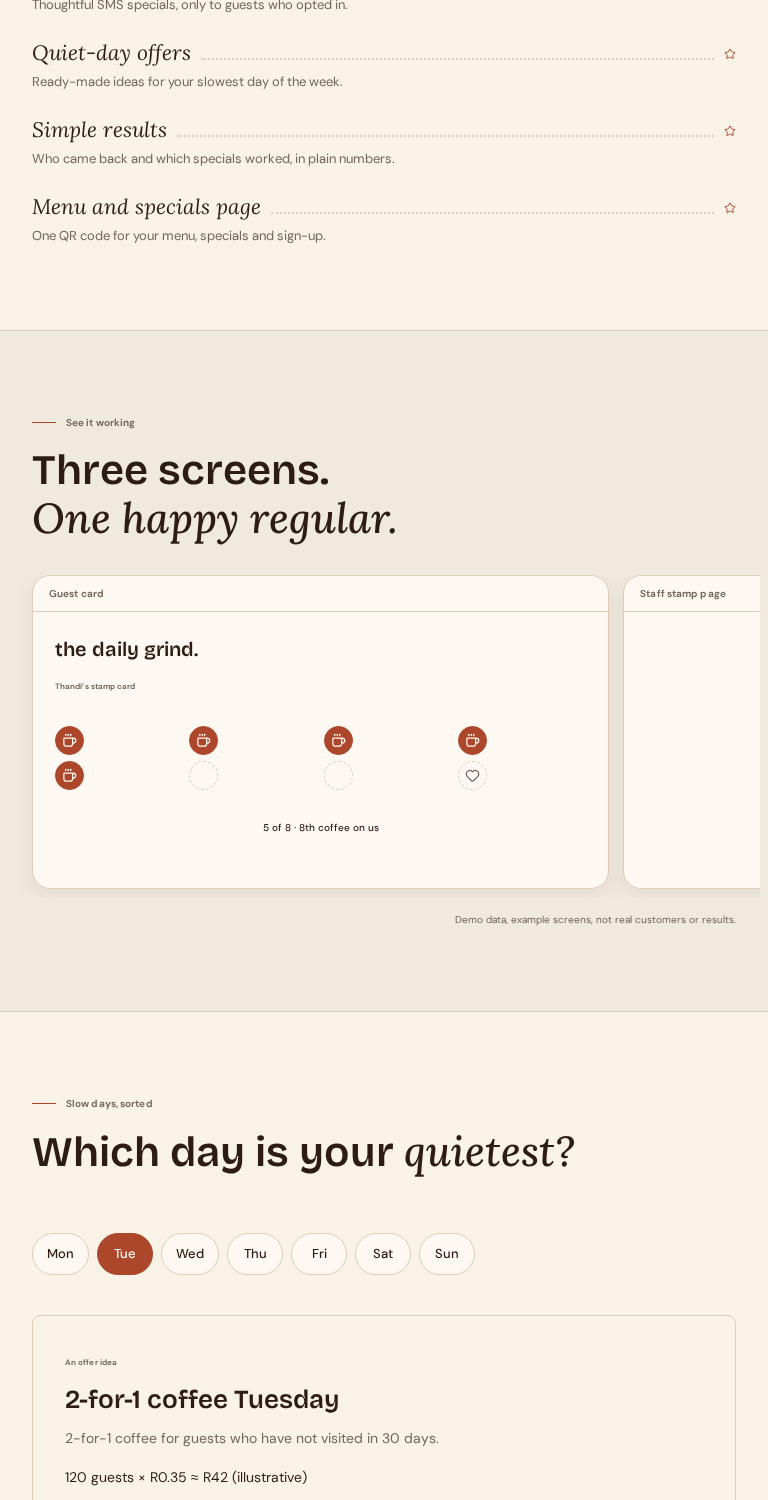 Thoughtful SMS specials, only to guests who opted in.
Quiet-day offers
Ready-made ideas for your slowest day of the week.
Simple results
Who came back and which specials worked, in plain numbers.
Menu and specials page
One QR code for your menu, specials and sign-up.
See it working
Three screens.
One happy regular.
Guest card
Staff stamp page
the daily grind.
Thandi's stamp card
5 of 8 · 8th coffee on us
Demo data, example screens, not real customers or results.
Slow days, sorted
Which day is your quietest?
Mon Tue Wed Thu Fri Sat Sun
An offer idea
2-for-1 coffee Tuesday
2-for-1 coffee for guests who have not visited in 30 days.
120 guests × R0.35 ≈ R42 (illustrative)